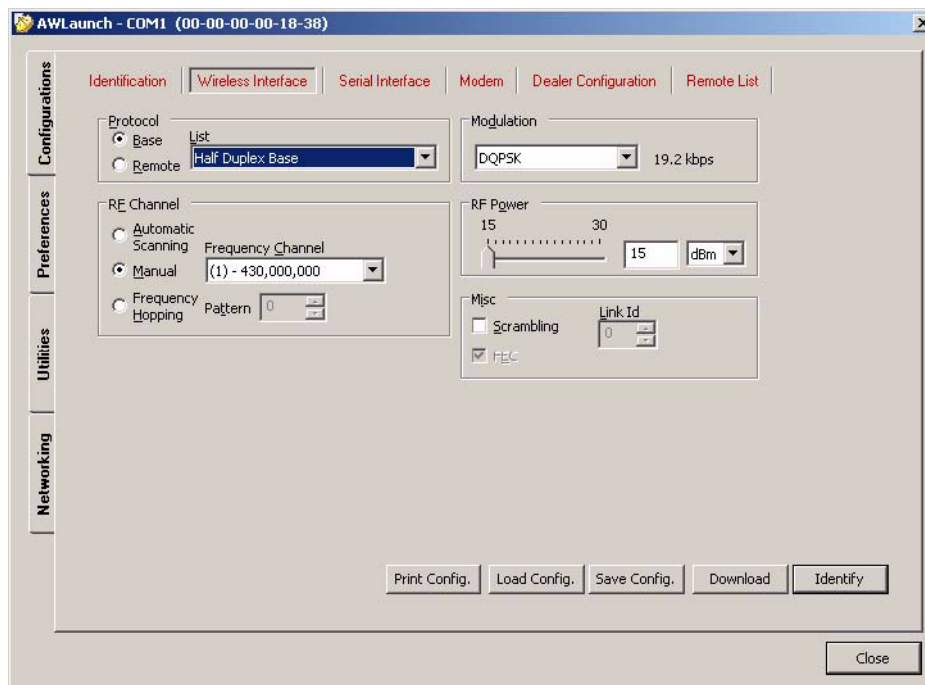 AWLaunch - COM1 (00-00-00-00-18-38)
Configurations
Preferences
Utilities
Networking
Identification Wireless Interface Serial Interface Modem Dealer Configuration Remote List
Protocol
Base
Remote
List
Half Duplex Base
Modulation
DQPSK 19.2 kbps
RF Channel
Automatic
Scanning
Manual
Frequency
Hopping
Frequency Channel
(1) - 430,000,000
Pattern 0
RF Power
15 30
15 dBm
Misc
Scrambling
FEC
Link Id
0
Print Config. Load Config. Save Config. Download Identify
Close